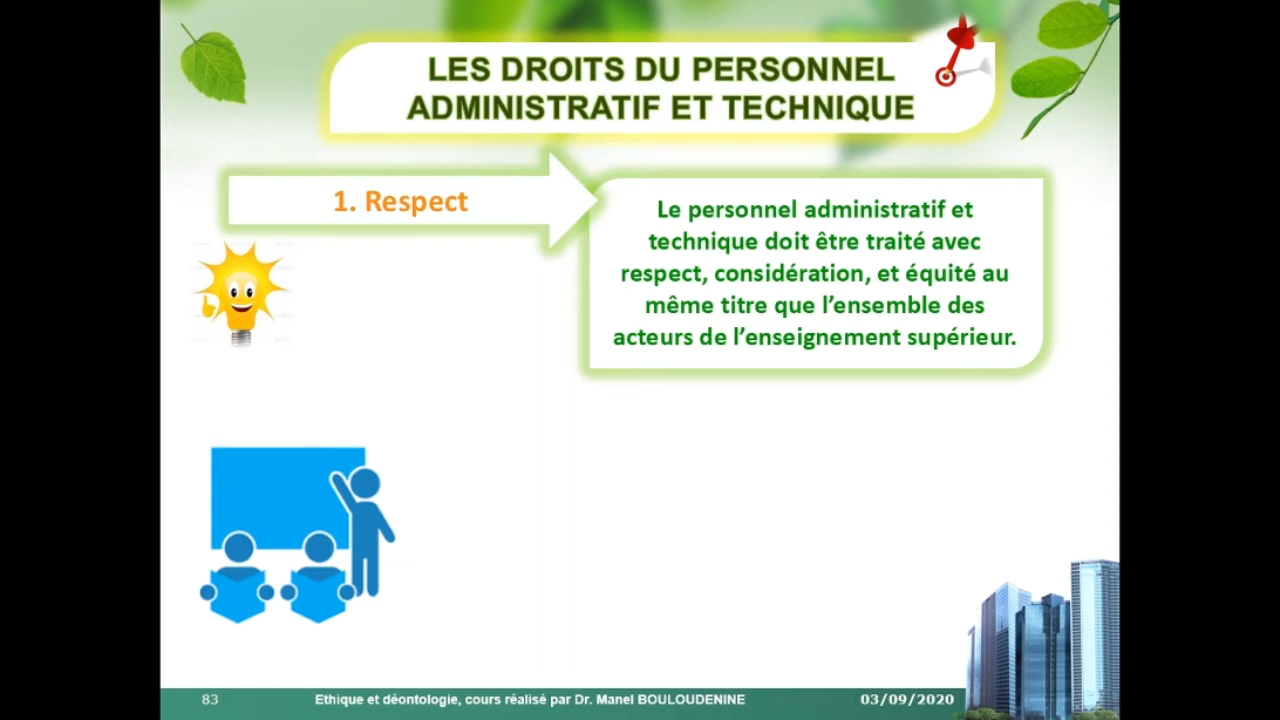 LES DROITS DU PERSONNEL
ADMINISTRATIF ET TECHNIQUE
1. Respect
Le personnel administratif et
technique doit être traité avec
respect, considération, et équité au
même titre que l’ensemble des
acteurs de l’enseignement supérieur.
83
Ethique et déontologie, cours réalisé par Dr. Manel BOULOUDENINE
03/09/2020